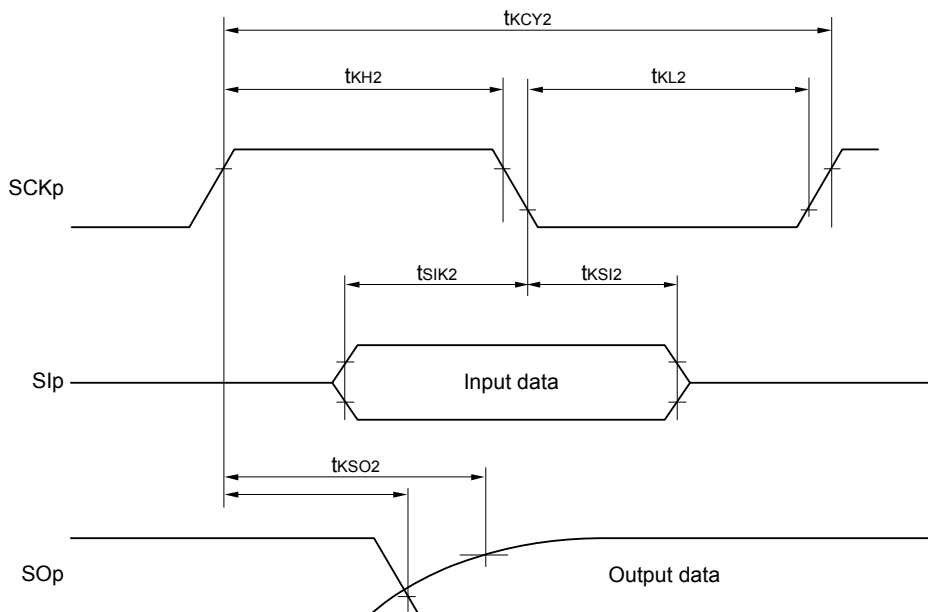 tKCY2
tKH2
tKL2
SCKp
tSIK2
tKSI2
SIp
Input data
tKSO2
SOp
Output data